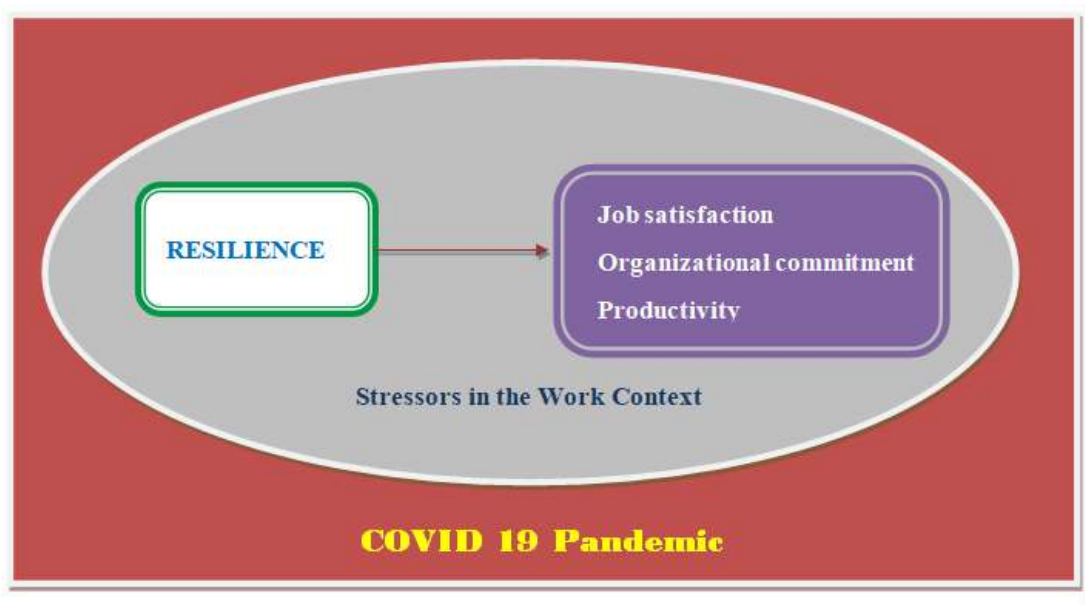 RESILIENCE
Job satisfaction
Organizational commitment
Productivity
Stressors in the Work Context
COVID 19 Pandemic